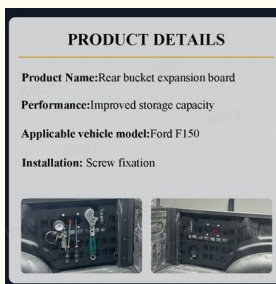 PRODUCT DETAILS
Product Name:Rear bucket expansion board
Performance:Improved storage capacity
Applicable vehicle model:Ford F150
Installation: Screw fixation